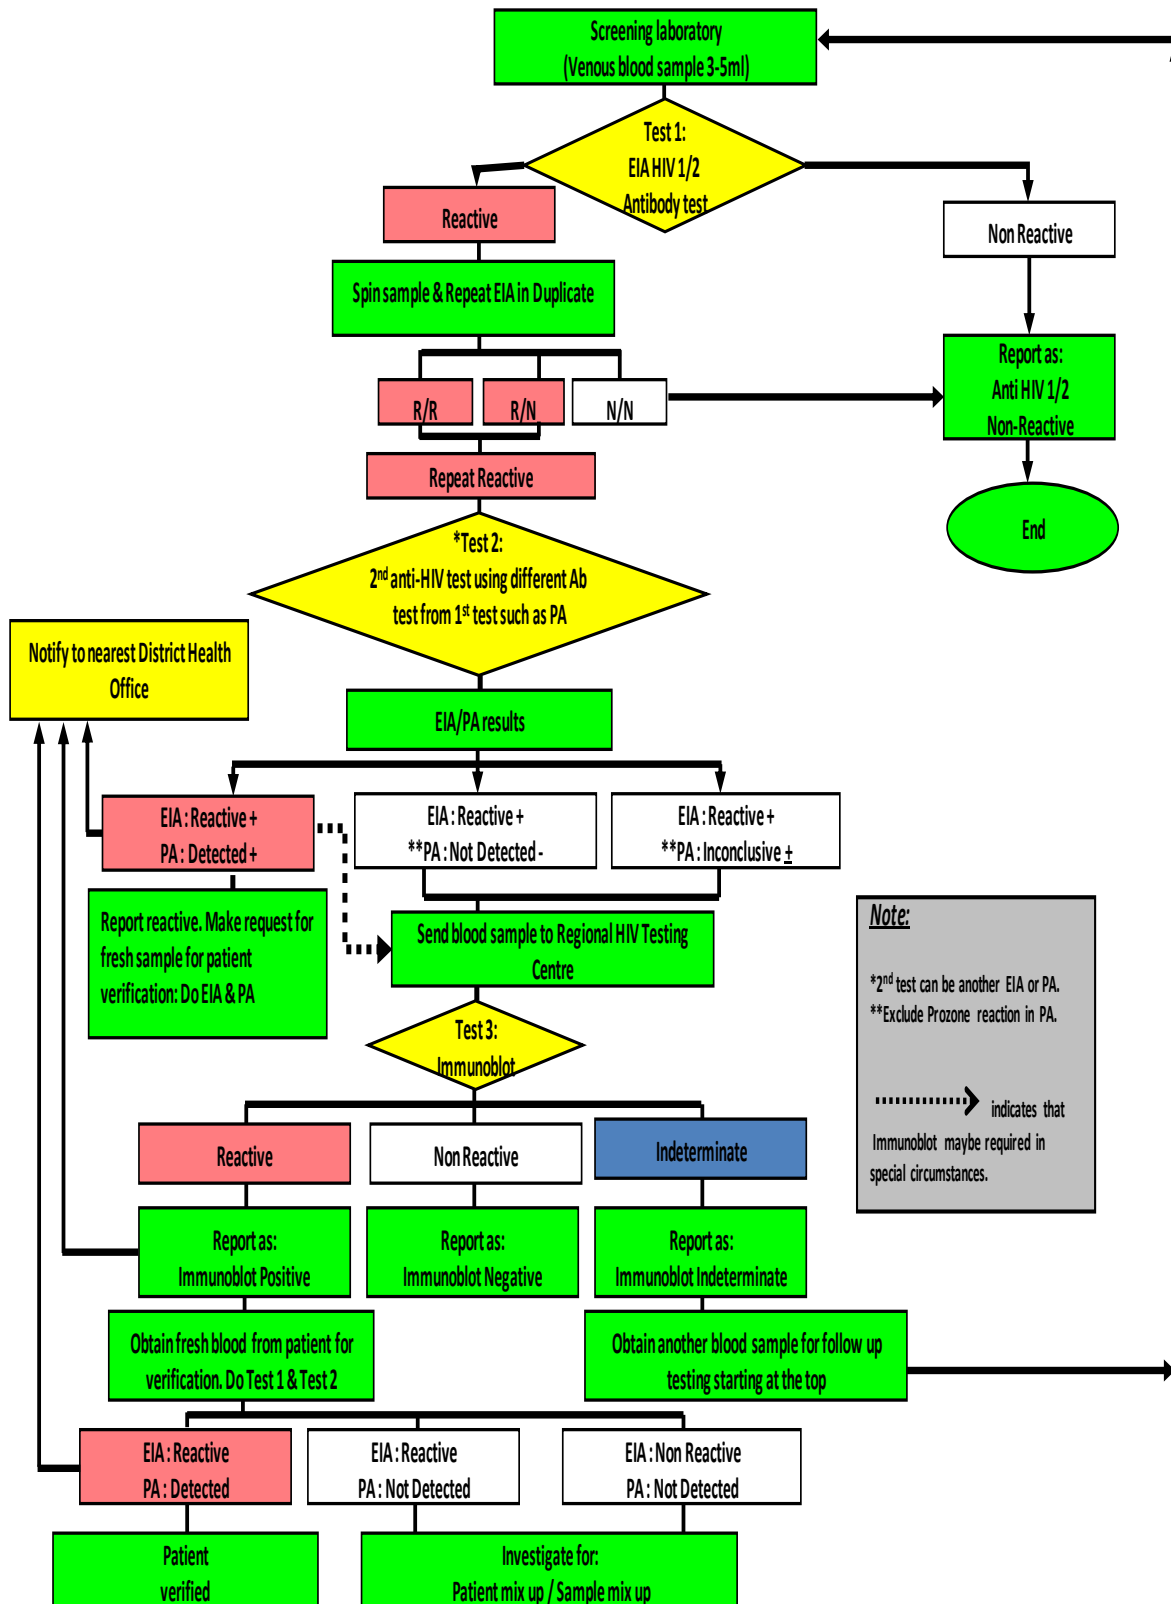 Screening laboratory
(Venous blood sample 3-5ml)
Test 1:
EIA HIV 1/2
Antibody test
Reactive
Non Reactive
Spin sample & Repeat EIA in Duplicate
Report as:
Anti HIV 1/2
Non-Reactive
R/R
R/N
N/N
Repeat Reactive
End
*Test 2:
2nd anti-HIV test using different Ab
test from 1st test such as PA
Notify to nearest District Health
Office
EIA/PA results
EIA : Reactive +
PA : Detected +
EIA : Reactive +
**PA : Not Detected -
EIA : Reactive +
**PA : Inconclusive ±
Report reactive. Make request for
fresh sample for patient
verification: Do EIA & PA
Send blood sample to Regional HIV Testing
Centre
Note:
*2nd test can be another EIA or PA.
**Exclude Prozone reaction in PA.
indicates that
Immunoblot maybe required in
special circumstances.
Test 3:
Immunoblot
Reactive
Non Reactive
Indeterminate
Report as:
Immunoblot Positive
Report as:
Immunoblot Negative
Report as:
Immunoblot Indeterminate
Obtain fresh blood from patient for
verification. Do Test 1 & Test 2
Obtain another blood sample for follow up
testing starting at the top
EIA : Reactive
PA : Detected
EIA : Reactive
PA : Not Detected
EIA : Non Reactive
PA : Not Detected
Patient
verified
Investigate for:
Patient mix up / Sample mix up